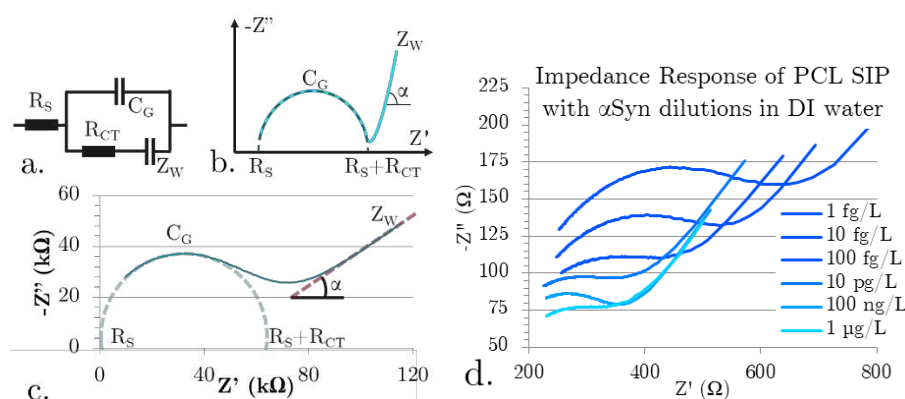 R_S
C_G
R_CT
Z_W
a.
-Z''
Z_W
C_G
α
Z'
R_S
R_S+R_CT
b.
60
40
20
0
-Z'' (kΩ)
C_G
Z_W
α
R_S
R_S+R_CT
0
40
80
120
Z' (kΩ)
c.
Impedance Response of PCL SIP
with αSyn dilutions in DI water
225
200
175
150
125
100
75
50
-Z'' (Ω)
1 fg/L
10 fg/L
100 fg/L
10 pg/L
100 ng/L
1 µg/L
200
400
600
800
Z' (Ω)
d.